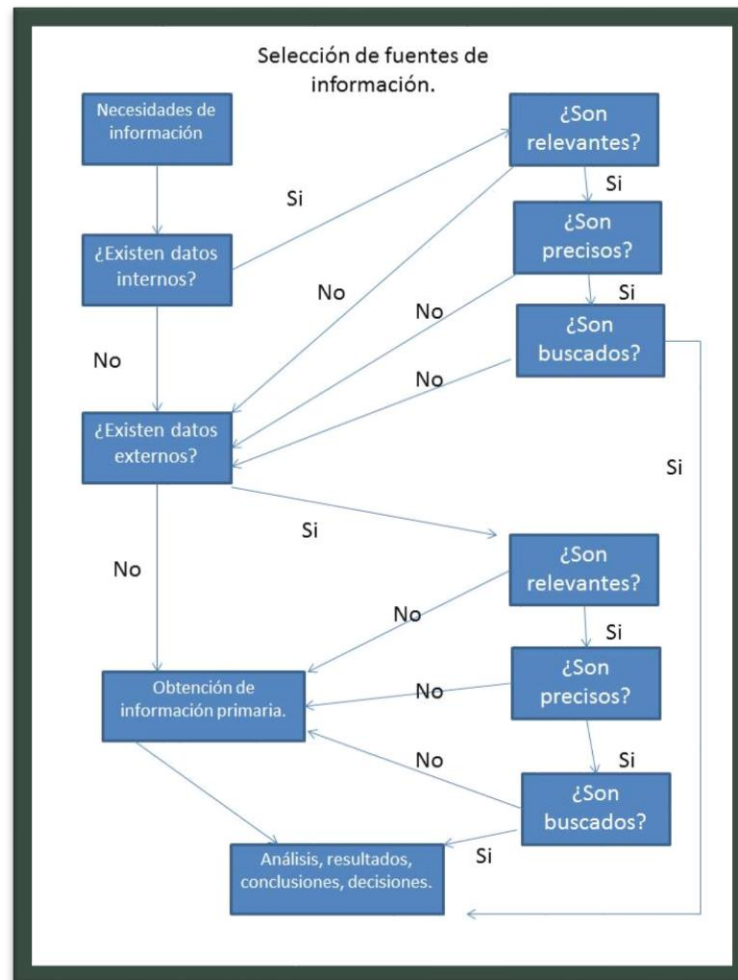 Selección de fuentes de
información.
Necesidades de
información
¿Son
relevantes?
Si
Si
¿Existen datos
internos?
¿Son
precisos?
No
Si
No
¿Son
buscados?
No
No
¿Existen datos
externos?
Si
Si
No
¿Son
relevantes?
No
Si
Obtención de
información primaria.
¿Son
precisos?
No
Si
No
¿Son
buscados?
Análisis, resultados,
conclusiones, decisiones.
Si